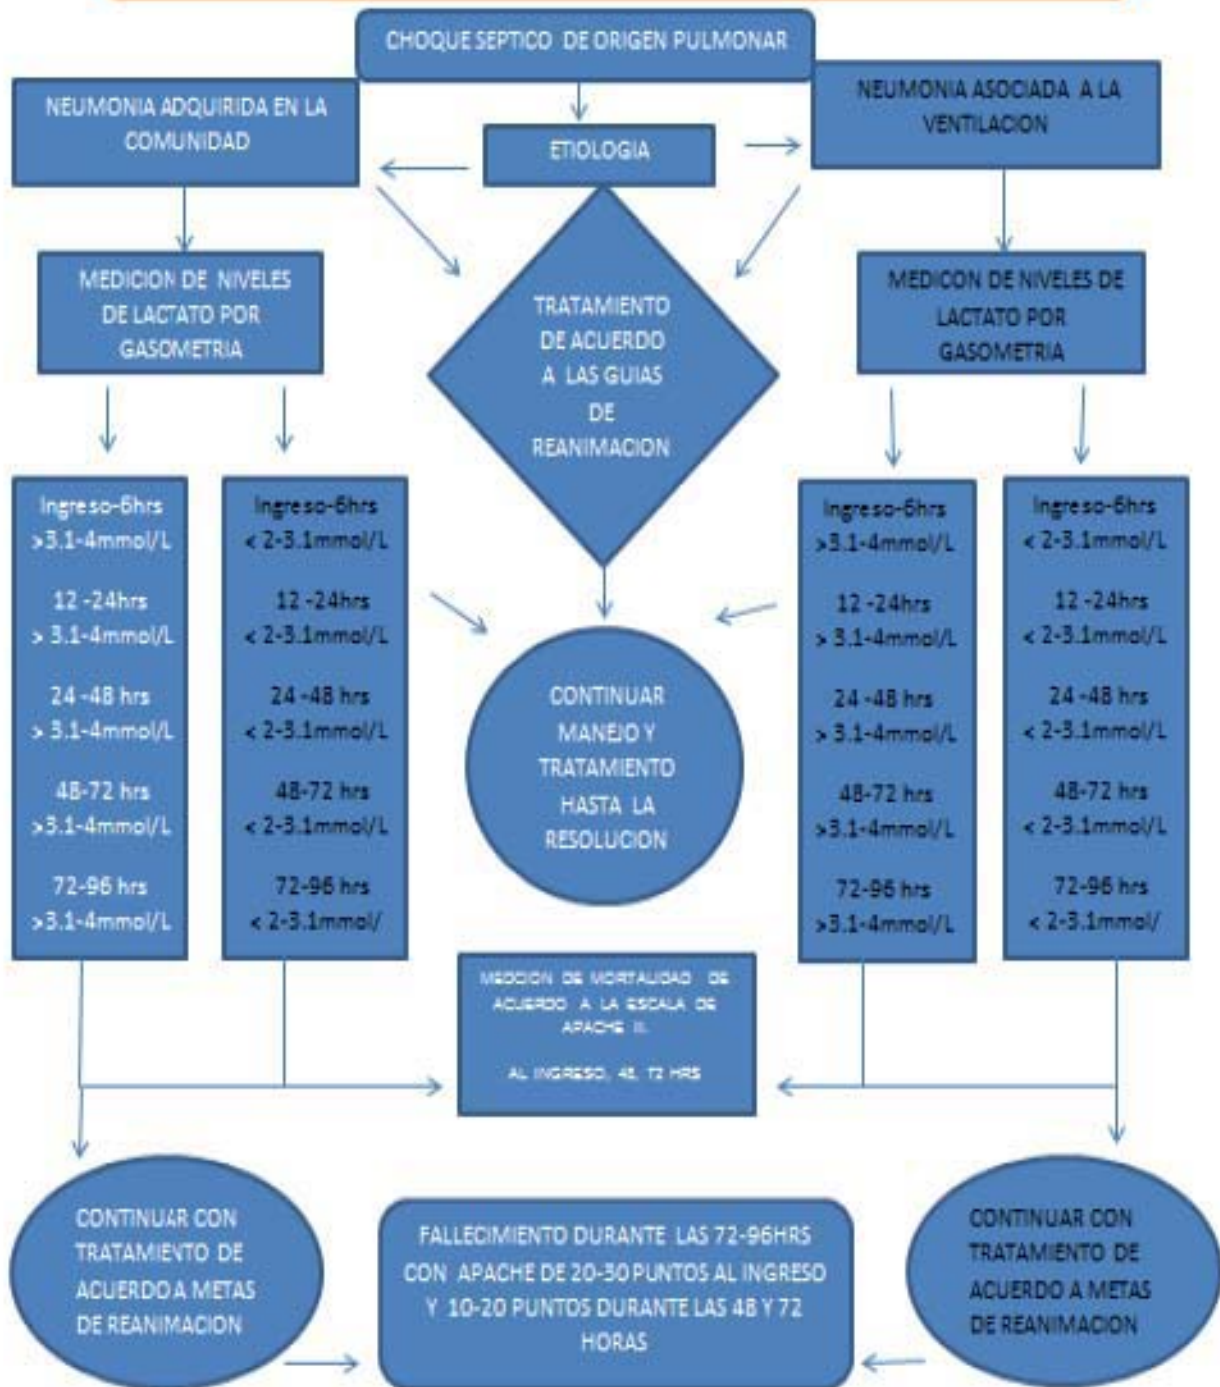 CHOQUE SEPTICO DE ORIGEN PULMONAR
NEUMONIA ADQUIRIDA EN LA
COMUNIDAD
ETIOLOGIA
NEUMONIA ASOCIADA A LA
VENTILACION
MEDICION DE NIVELES
DE LACTATO POR
GASOMETRIA
TRATAMIENTO
DE ACUERDO
A LAS GUIAS
DE
REANIMACION
MEDICON DE NIVELES DE
LACTATO POR
GASOMETRIA
Ingreso-6hrs
>3.1-4mmol/L
12 -24hrs
> 3.1-4mmol/L
24 -48 hrs
> 3.1-4mmol/L
48-72 hrs
>3.1-4mmol/L
72-96 hrs
>3.1-4mmol/L
Ingreso-6hrs
< 2-3.1mmol/L
12 -24hrs
< 2-3.1mmol/L
24 -48 hrs
< 2-3.1mmol/L
48-72 hrs
< 2-3.1mmol/L
72-96 hrs
< 2-3.1mmol/
CONTINUAR
MANEJO Y
TRATAMIENTO
HASTA LA
RESOLUCION
Ingreso-6hrs
>3.1-4mmol/L
12 -24hrs
> 3.1-4mmol/L
24 -48 hrs
> 3.1-4mmol/L
48-72 hrs
>3.1-4mmol/L
72-96 hrs
>3.1-4mmol/L
Ingreso-6hrs
< 2-3.1mmol/L
12 -24hrs
< 2-3.1mmol/L
24 -48 hrs
< 2-3.1mmol/L
48-72 hrs
< 2-3.1mmol/L
72-96 hrs
< 2-3.1mmol/
DE MORTALIDAD DE
ACUERDO A LA ESCALA DE
APACHE II.
AL INGRESO, 48, 72 HRS
CONTINUAR CON
TRATAMIENTO DE
ACUERDO A METAS
DE REANIMACION
FALLECIMIENTO DURANTE LAS 72-96HRS
CON APACHE DE 20-30 PUNTOS AL INGRESO
Y 10-20 PUNTOS DURANTE LAS 48 Y 72
HORAS
CONTINUAR CON
TRATAMIENTO DE
ACUERDO A METAS
DE REANIMACION